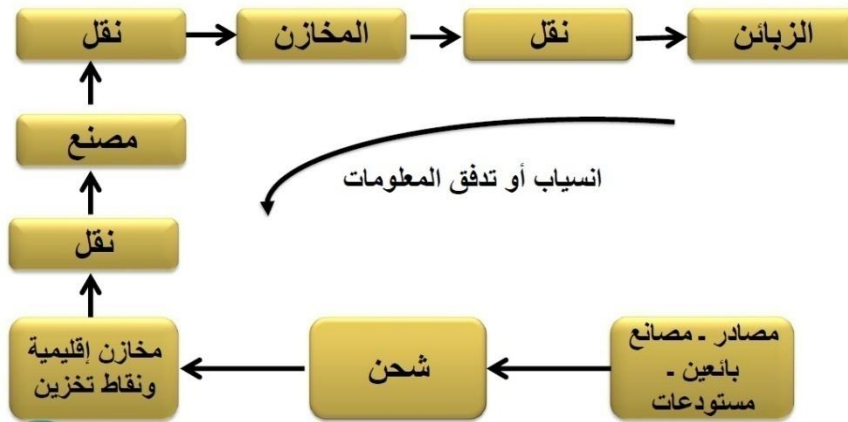 الزبائن
نقل
المخازن
نقل
مصنع
انسياب أو تدفق المعلومات
نقل
مصادر ـ مصانع
بائعين ـ
مستودعات
شحن
مخازن إقليمية
ونقاط تخزين